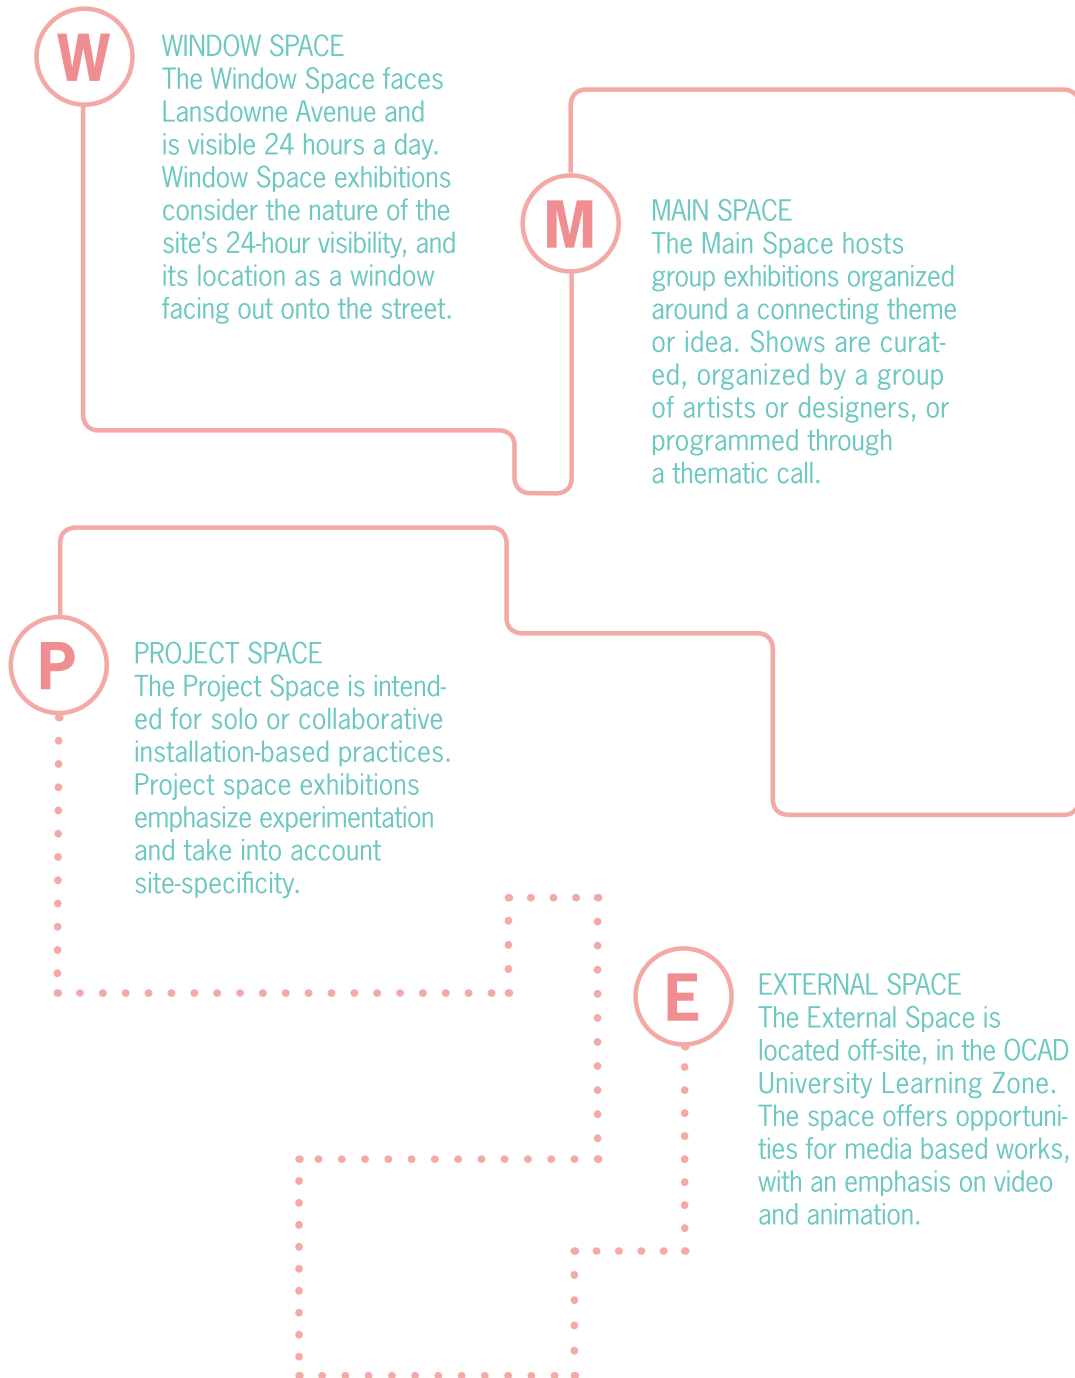 W
WINDOW SPACE
The Window Space faces
Lansdowne Avenue and
is visible 24 hours a day.
Window Space exhibitions
consider the nature of the
site’s 24-hour visibility, and
its location as a window
facing out onto the street.
M
MAIN SPACE
The Main Space hosts
group exhibitions organized
around a connecting theme
or idea. Shows are curat-
ed, organized by a group
of artists or designers, or
programmed through
a thematic call.
P
PROJECT SPACE
The Project Space is intend-
ed for solo or collaborative
installation-based practices.
Project space exhibitions
emphasize experimentation
and take into account
site-specificity.
E
EXTERNAL SPACE
The External Space is
located off-site, in the OCAD
University Learning Zone.
The space offers opportuni-
ties for media based works,
with an emphasis on video
and animation.